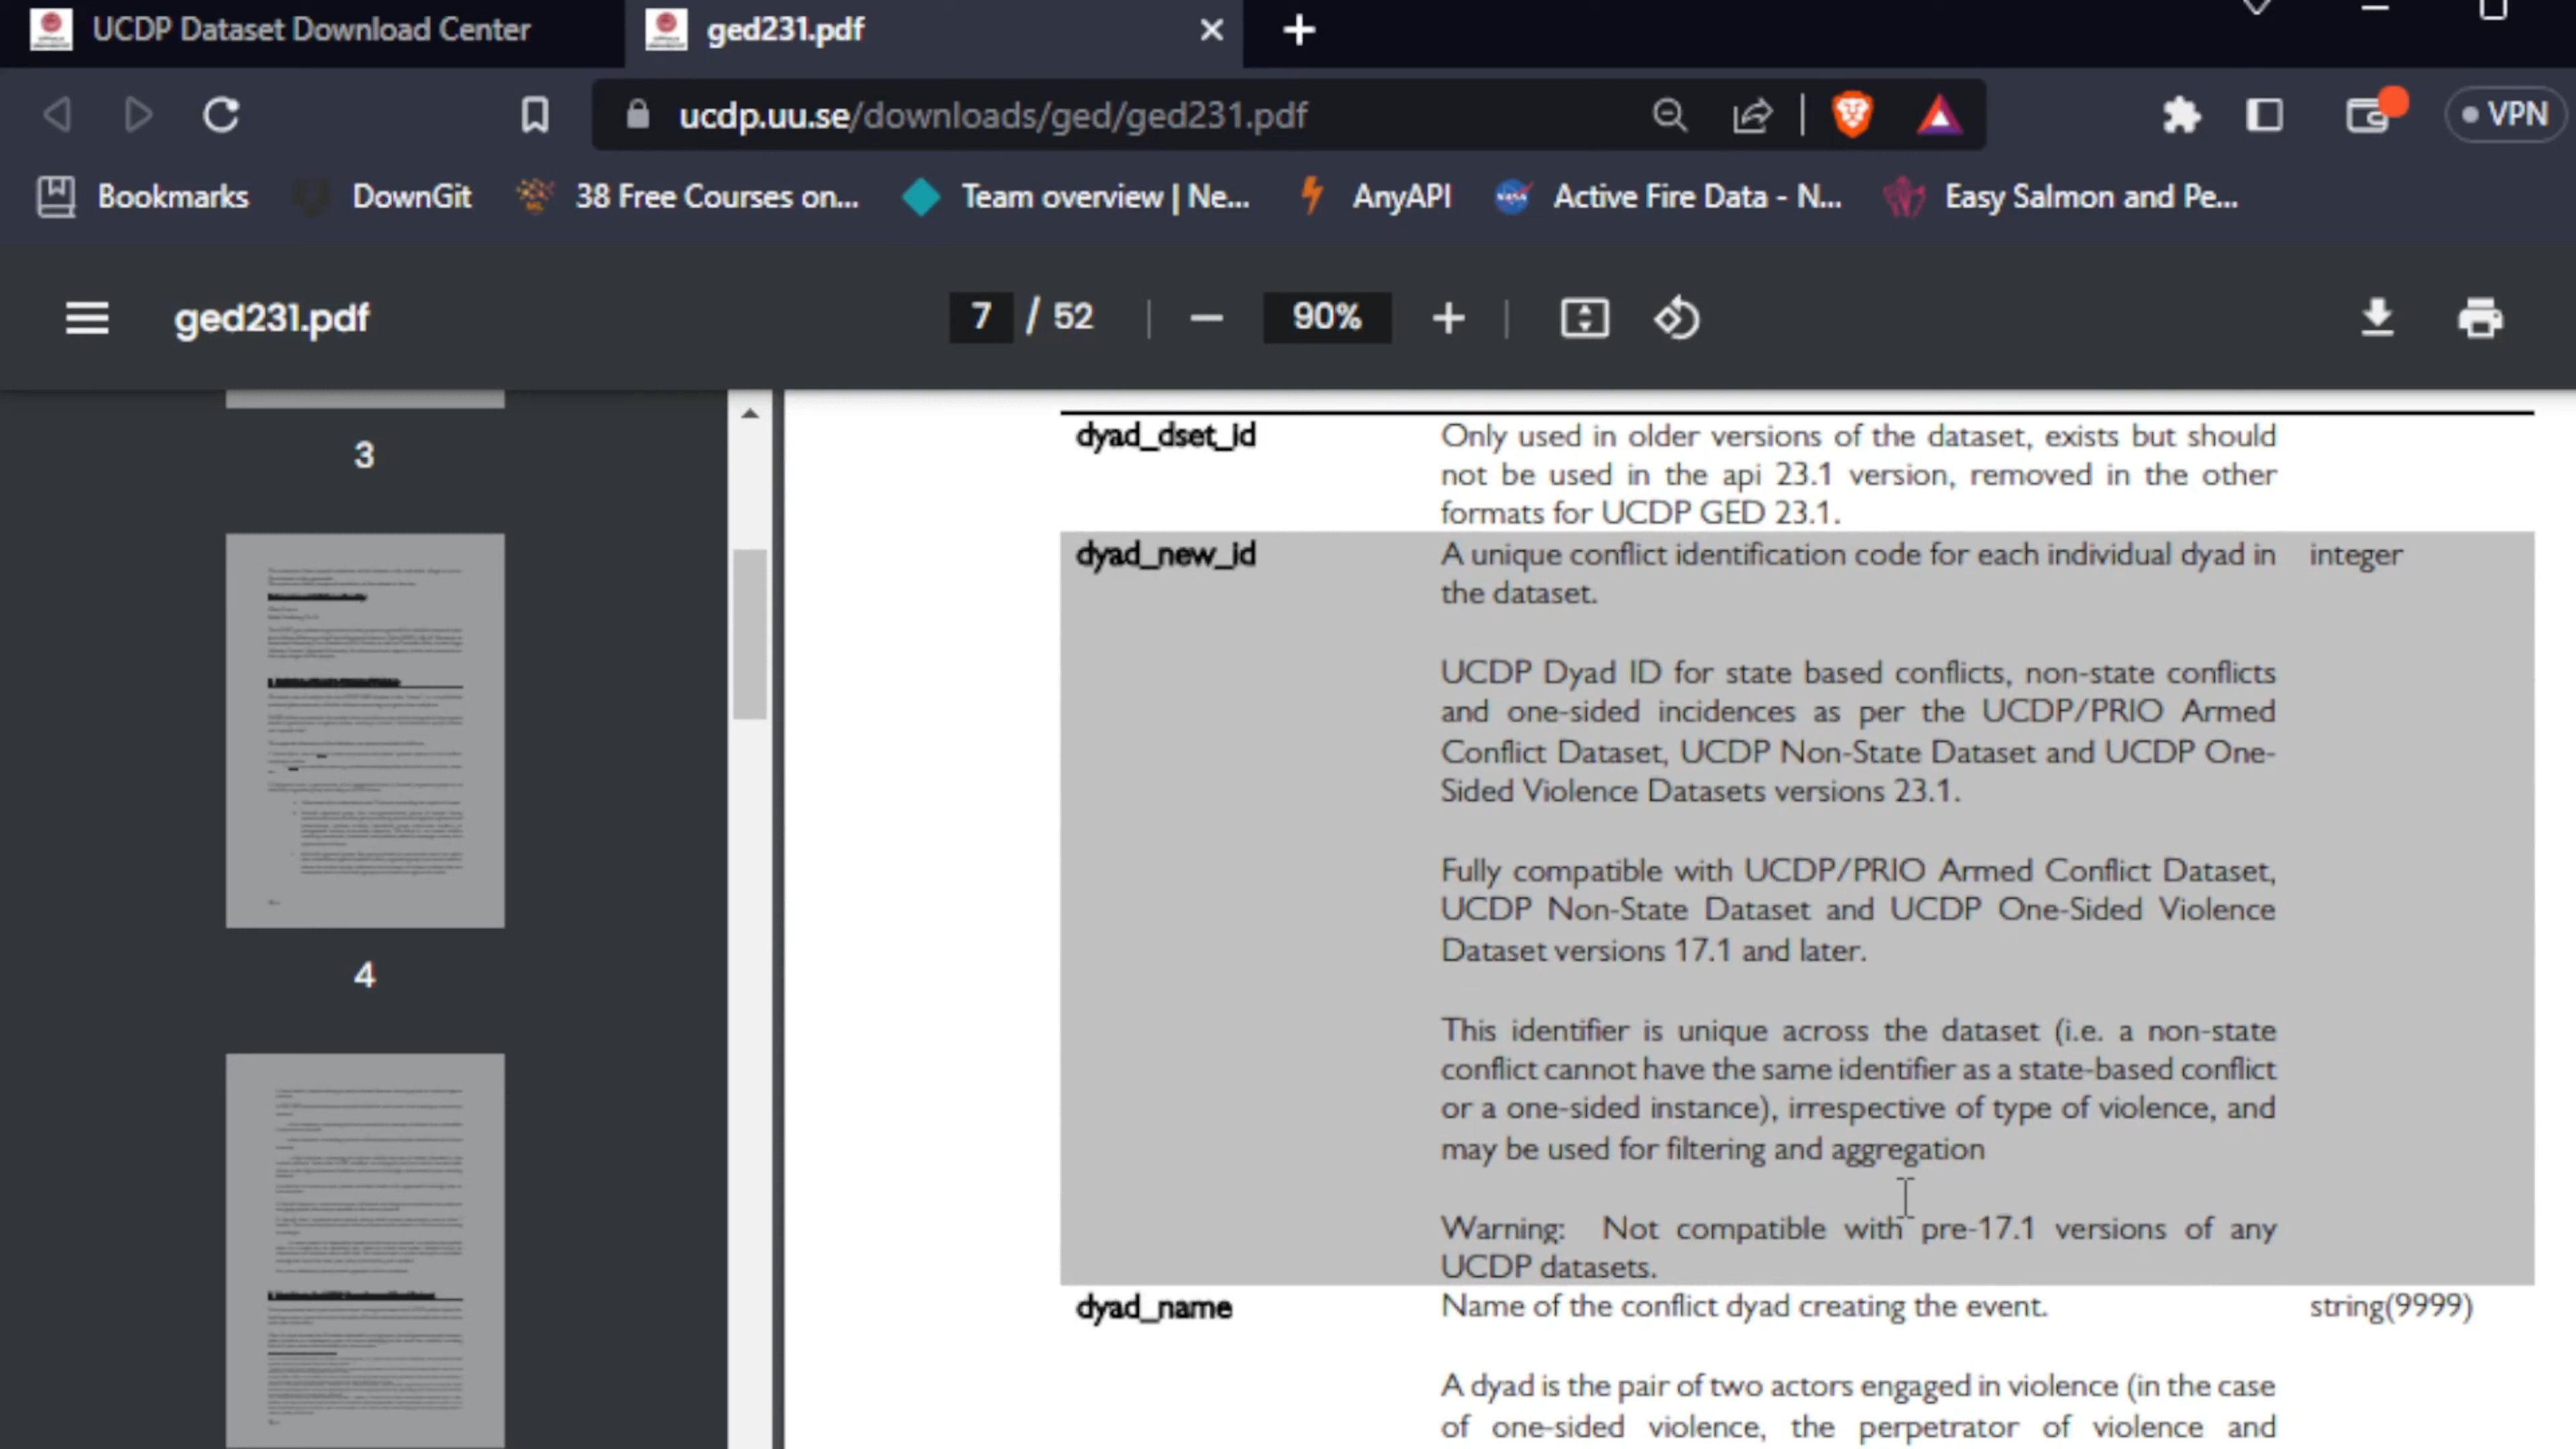 UCDP Dataset Download Center
ged231.pdf
ucdp.uu.se/downloads/ged/ged231.pdf
VPN
Bookmarks
DownGit
38 Free Courses on...
Team overview | Ne...
AnyAPI
Active Fire Data - N...
Easy Salmon and Pe...
ged231.pdf
7 / 52
90%
3
4
dyad_dset_id
Only used in older versions of the dataset, exists but should
not be used in the api 23.1 version, removed in the other
formats for UCDP GED 23.1.
dyad_new_id
A unique conflict identification code for each individual dyad in
the dataset.
integer
UCDP Dyad ID for state based conflicts, non-state conflicts
and one-sided incidences as per the UCDP/PRIO Armed
Conflict Dataset, UCDP Non-State Dataset and UCDP One-
Sided Violence Datasets versions 23.1.
Fully compatible with UCDP/PRIO Armed Conflict Dataset,
UCDP Non-State Dataset and UCDP One-Sided Violence
Dataset versions 17.1 and later.
This identifier is unique across the dataset (i.e. a non-state
conflict cannot have the same identifier as a state-based conflict
or a one-sided instance), irrespective of type of violence, and
may be used for filtering and aggregation
Warning: Not compatible with pre-17.1 versions of any
UCDP datasets.
dyad_name
Name of the conflict dyad creating the event.
string(9999)
A dyad is the pair of two actors engaged in violence (in the case
of one-sided violence, the perpetrator of violence and